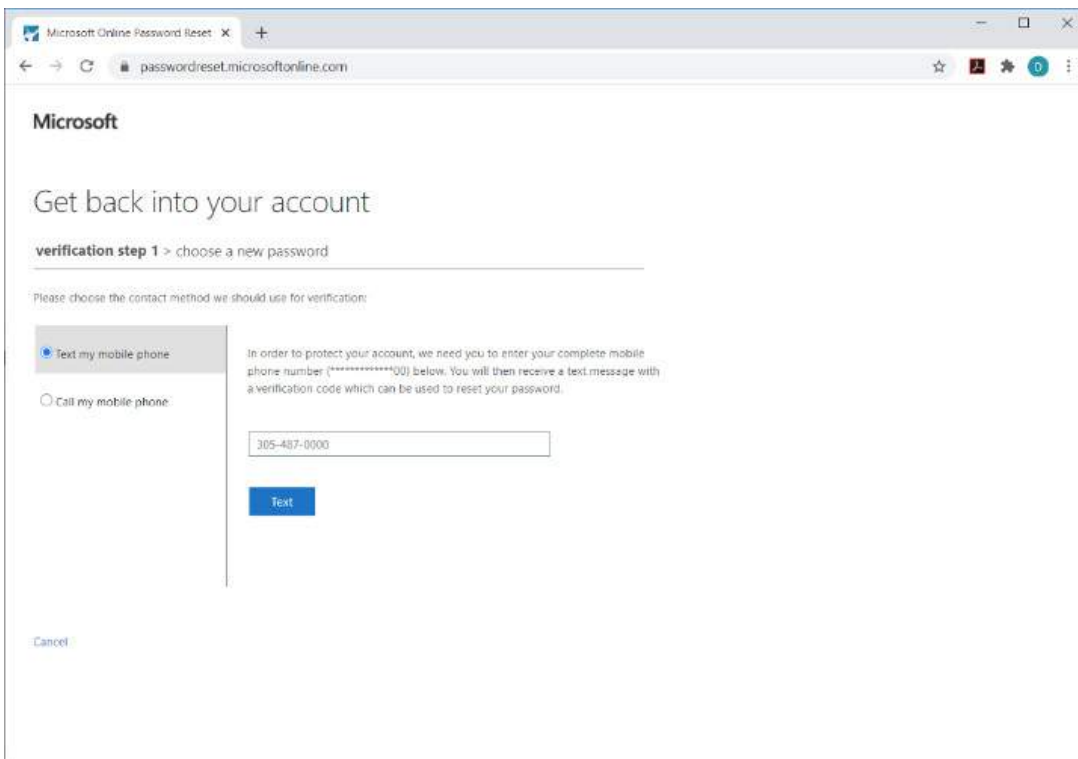 Microsoft Online Password Reset
passwordreset.microsoftonline.com
D
Microsoft
Get back into your account
verification step 1 > choose a new password
Please choose the contact method we should use for verification:
Text my mobile phone
Call my mobile phone
In order to protect your account, we need you to enter your complete mobile
phone number (*************00) below. You will then receive a text message with
a verification code which can be used to reset your password.
305-487-0000
Text
Cancel